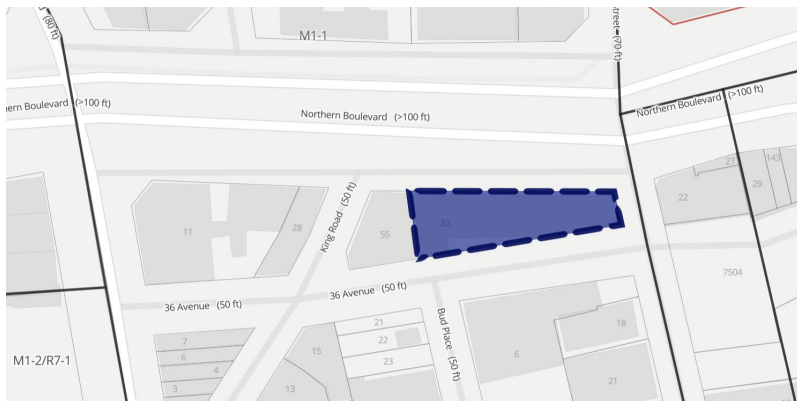 (80 ft)
M1-1
Street (70 ft)
ern Boulevard (>100 ft)
Northern Boulevard (>100 ft)
Northern Boulevard (>100 ft)
27
143
29
22
11
28
King Road (50 ft)
55
33
7504
36 Avenue (50 ft)
36 Avenue (50 ft)
Bud Place (50 ft)
7
6
4
3
15
13
21
22
23
6
18
21
M1-2/R7-1